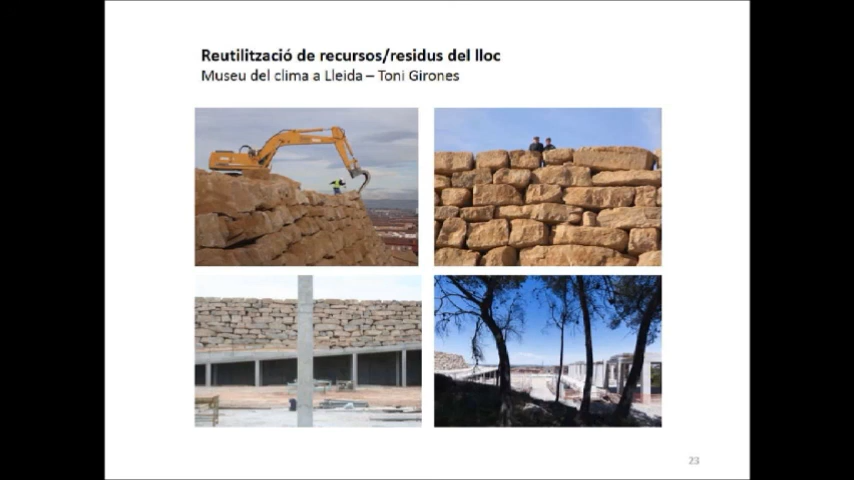 Reutilització de recursos/residus del lloc
Museu del clima a Lleida – Toni Girones
23